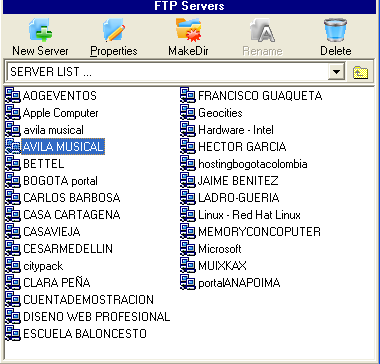 FTP Servers
New Server Properties MakeDir Rename Delete
SERVER LIST ...
AOGEVENTOS
Apple Computer
avila musical
AVILA MUSICAL
BETTEL
BOGOTA portal
CARLOS BARBOSA
CASA CARTAGENA
CASAVIEJA
CESARMEDELLIN
citypack
CLARA PEÑA
CUENTADEMOSTRACION
DISENO WEB PROFESIONAL
ESCUELA BALONCESTO
FRANCISCO GUAQUETA
Geocities
Hardware - Intel
HECTOR GARCIA
hostingbogotacolombia
JAIME BENITEZ
LADRO-GUERIA
Linux - Red Hat Linux
MEMORYCONCOPUTER
Microsoft
MUIXKAX
portalANAPOIMA